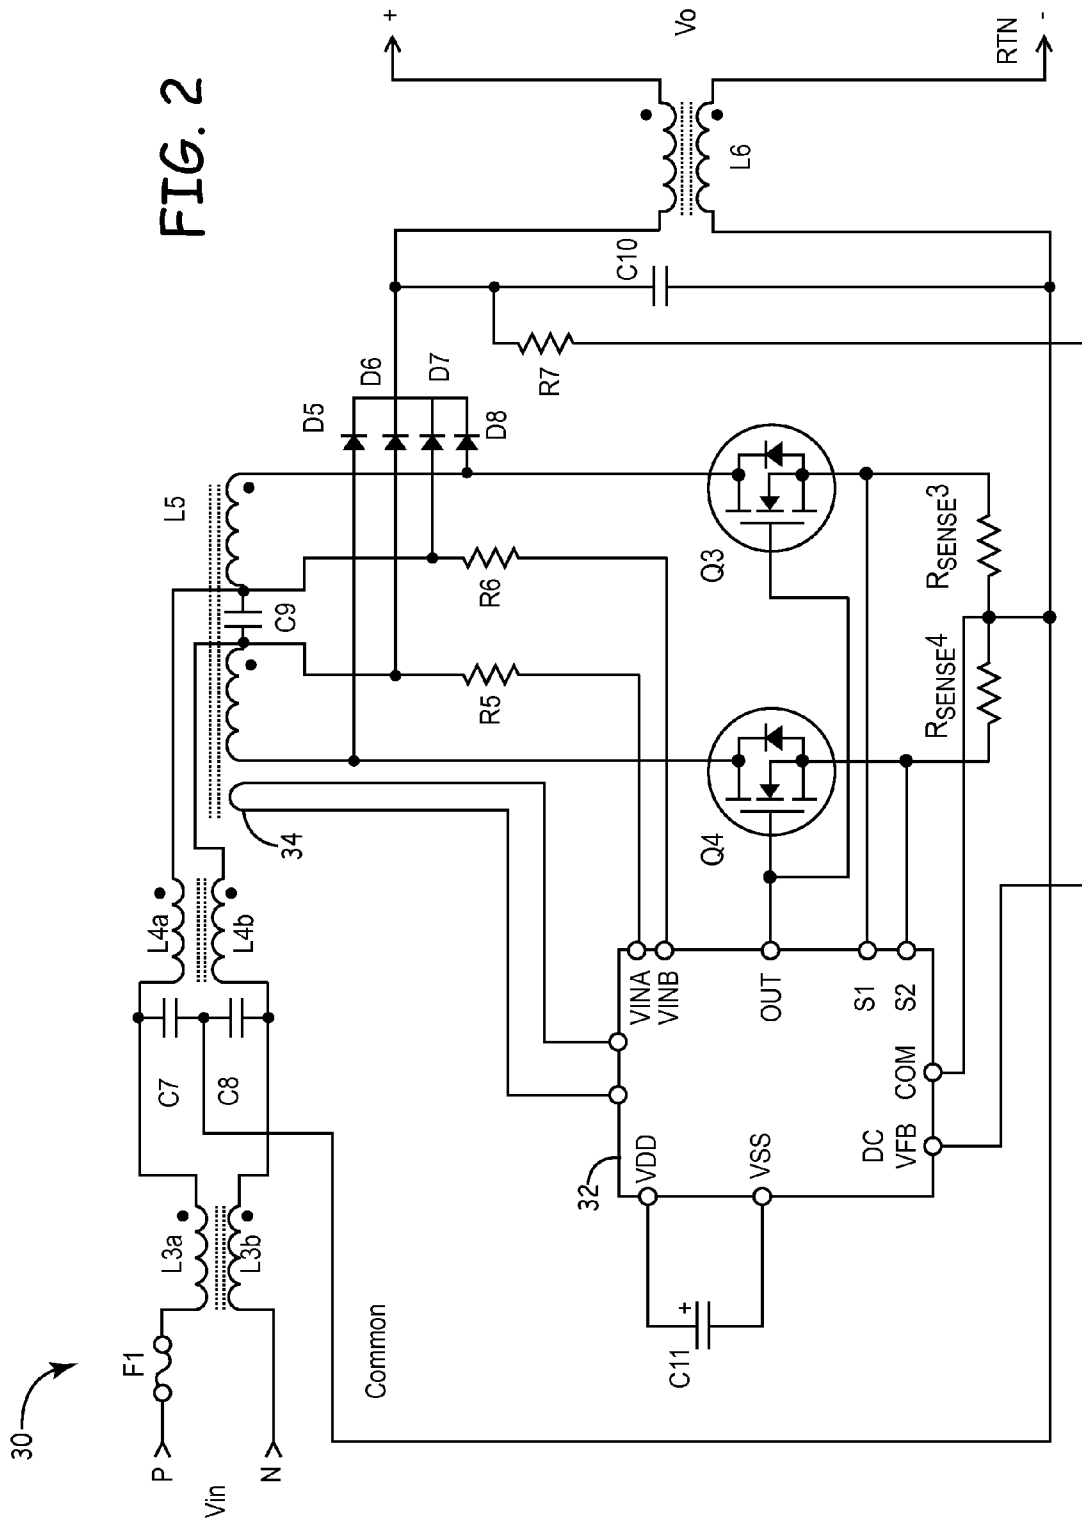 FIG. 2
30
P
Vin
N
F1
L3a
L3b
C7
C8
L4a
L4b
Common
34
L5
C9
D5
D6
D7
D8
R5
R6
R7
C10
L6
+
Vo
RTN
-
Q3
Q4
RSENSE3
RSENSE4
32
VDD
VSS
VINA
VINB
OUT
S1
S2
COM
DC
VFB
C11
+